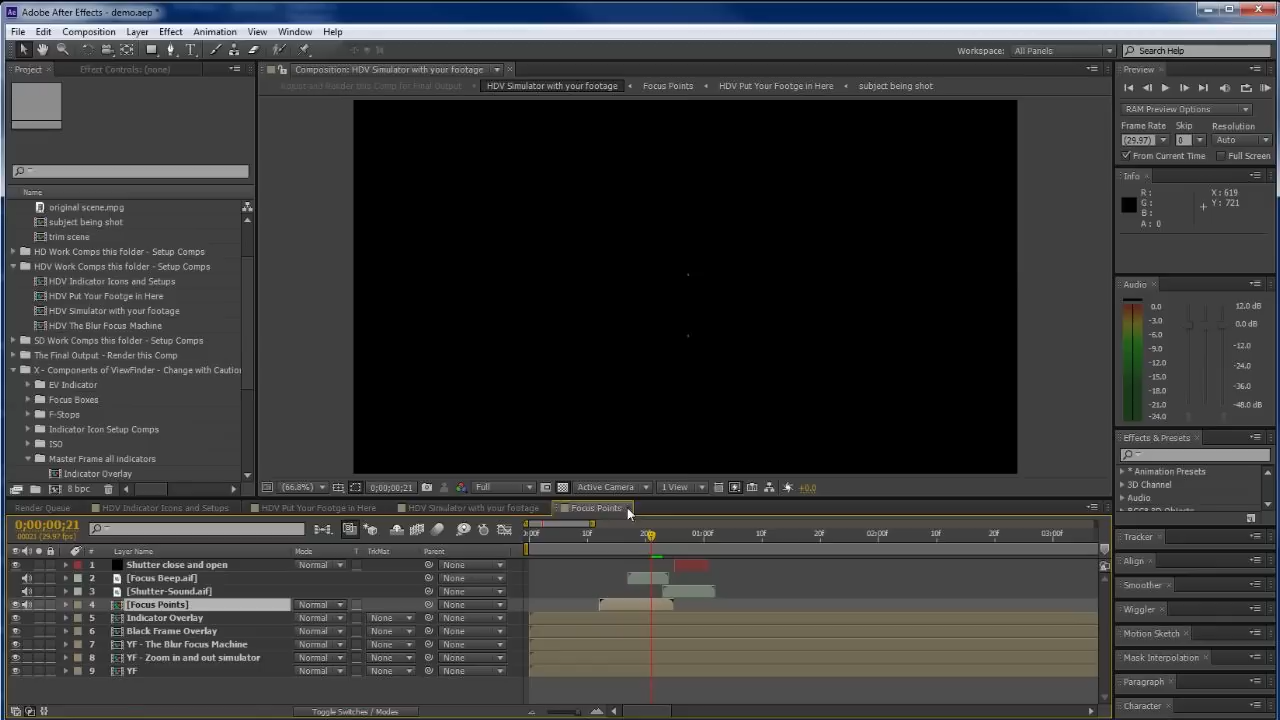 Adobe After Effects - demo.aep *
File Edit Composition Layer Effect Animation View Window Help
Workspace: All Panels Search Help
Project Effect Controls: (none)
Composition: HDV Simulator with your footage
Adjust and Render this Comp for Final Output HDV Simulator with your footage Focus Points HDV Put Your Footge in Here subject being shot
Name
original scene.mpg
subject being shot
trim scene
HD Work Comps this folder - Setup Comps
HDV Work Comps this folder - Setup Comps
HDV Indicator Icons and Setups
HDV Put Your Footge in Here
HDV Simulator with your footage
HDV The Blur Focus Machine
SD Work Comps this folder - Setup Comps
The Final Output - Render this Comp
X - Components of ViewFinder - Change with Caution
EV Indicator
Focus Boxes
F-Stops
Indicator Icon Setup Comps
ISO
Master Frame all indicators
Indicator Overlay
8 bpc
(66.8%) 0;00;00;21 Full Active Camera 1 View +0.0
Preview
RAM Preview Options
Frame Rate Skip Resolution
(29.97) 8 Auto
From Current Time Full Screen
Info
R: X: 619
G: Y: 721
B:
A: 0
Audio
0.0 12.0 dB
-3.0 0.0 dB
-6.0
-9.0 -12.0
-12.0
-15.0 -24.0
-18.0 -36.0
-21.0
-24.0 -48.0 dB
Effects & Presets
* Animation Presets
3D Channel
Audio
Tracker
Align
Smoother
Wiggler
Motion Sketch
Mask Interpolation
Paragraph
Character
Render Queue HDV Indicator Icons and Setups HDV Put Your Footge in Here HDV Simulator with your footage Focus Points
0;00;00;21
00021 (29.97 fps)
:00f 10f 20f 01:00f 10f 20f 02:00f 10f 20f 03:00f
# Layer Name Mode T TrkMat Parent
1 Shutter close and open Normal None
2 [Focus Beep.aif] None
3 [Shutter-Sound.aif] None
4 [Focus Points] Normal None
5 Indicator Overlay Normal None None
6 Black Frame Overlay Normal None None
7 YF - The Blur Focus Machine Normal None None
8 YF - Zoom in and out simulator Normal None None
9 YF Normal None None
Toggle Switches / Modes